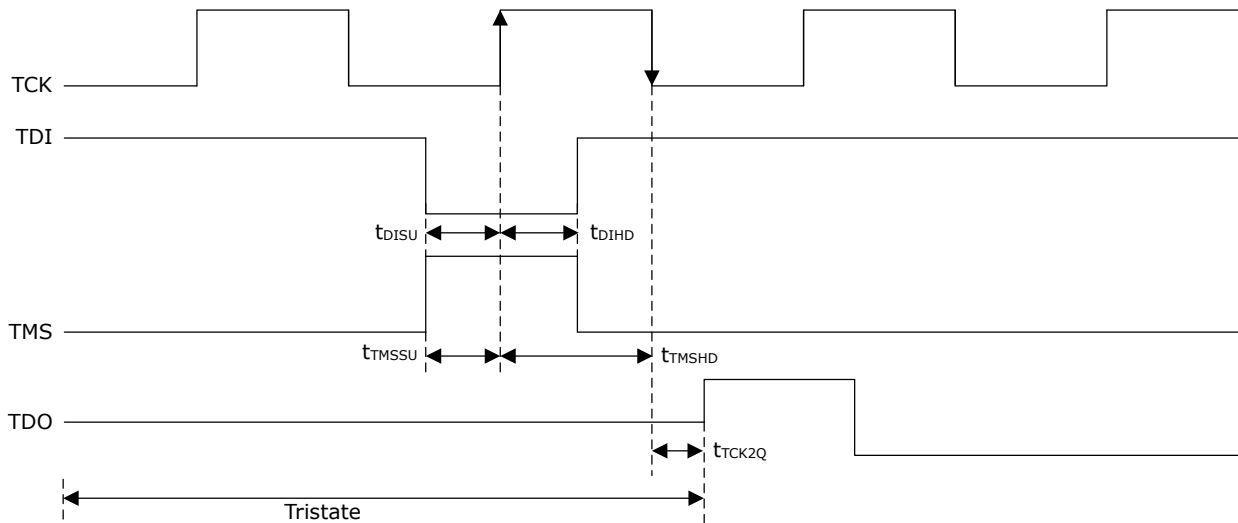 TCK
TDI
tDISU
tDIHD
TMS
tTMSSU
tTMSHD
TDO
tTCK2Q
Tristate